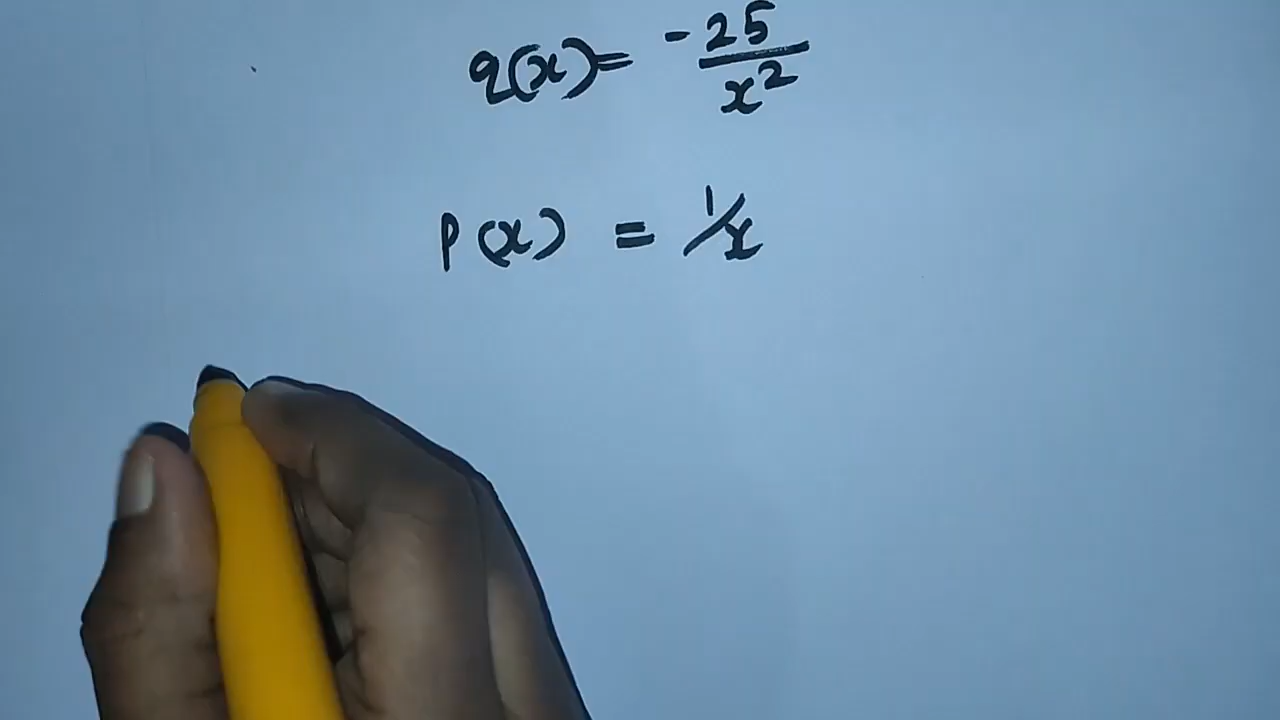 q(x)= -25/x²
p(x) = 1/x